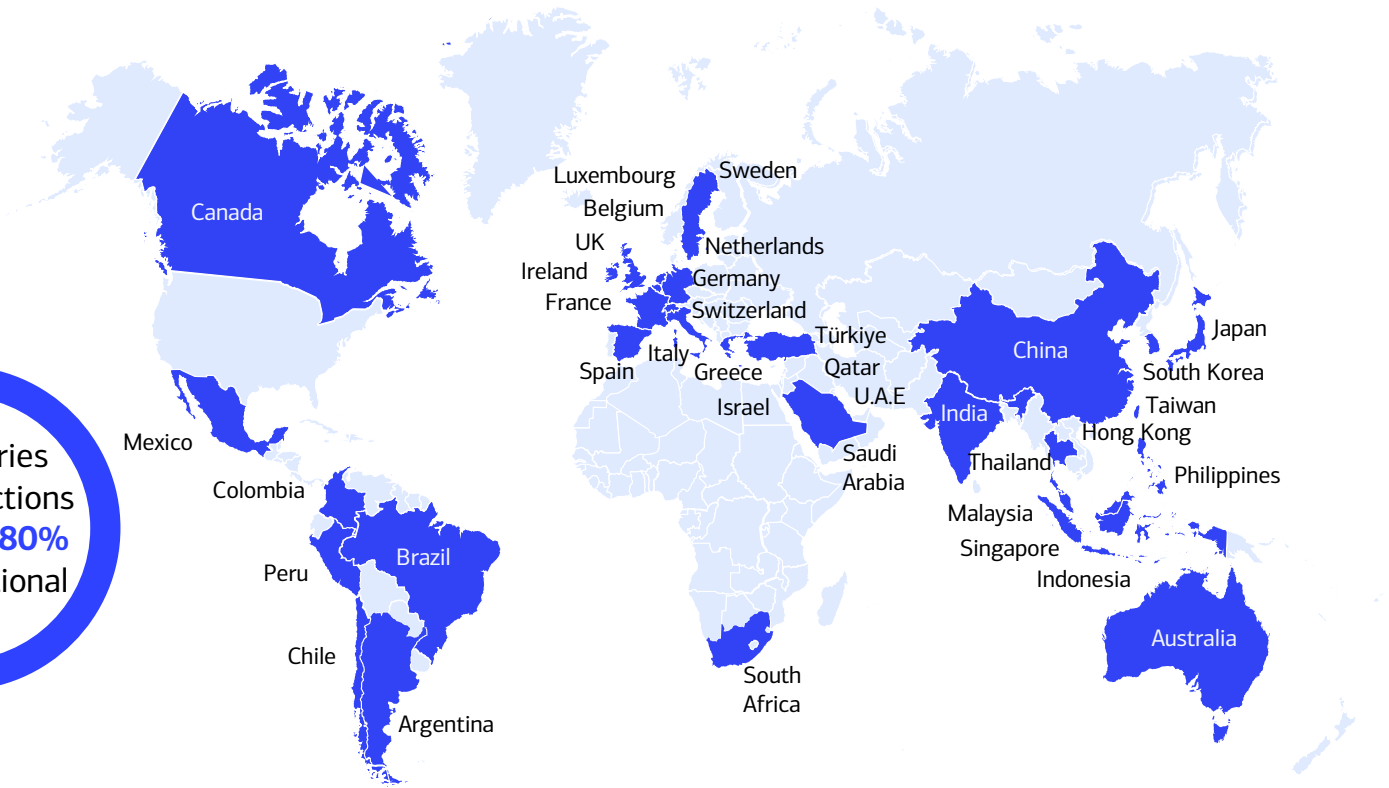 Canada
Mexico
ries
ctions
80%
ional
Colombia
Brazil
Peru
Chile
Argentina
Luxembourg
Sweden
Belgium
UK
Netherlands
Ireland
Germany
France
Switzerland
Türkiye
Spain
Italy
Greece
Qatar
Israel
U.A.E
Saudi
Arabia
South
Africa
China
India
Japan
South Korea
Taiwan
Hong Kong
Thailand
Philippines
Malaysia
Singapore
Indonesia
Australia